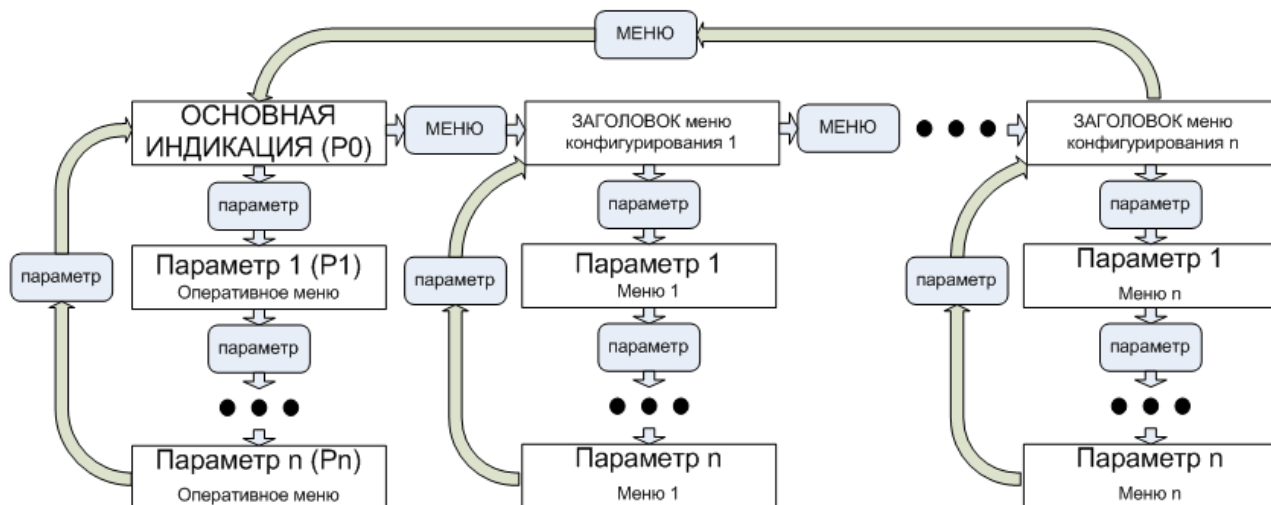 МЕНЮ
ОСНОВНАЯ
ИНДИКАЦИЯ (P0)
МЕНЮ
ЗАГОЛОВОК меню
конфигурирования 1
МЕНЮ
ЗАГОЛОВОК меню
конфигурирования n
параметр
параметр
параметр
параметр
Параметр 1 (P1)
Оперативное меню
параметр
Параметр 1
Меню 1
параметр
Параметр 1
Меню n
параметр
параметр
параметр
Параметр n (Pn)
Оперативное меню
Параметр n
Меню 1
Параметр n
Меню n